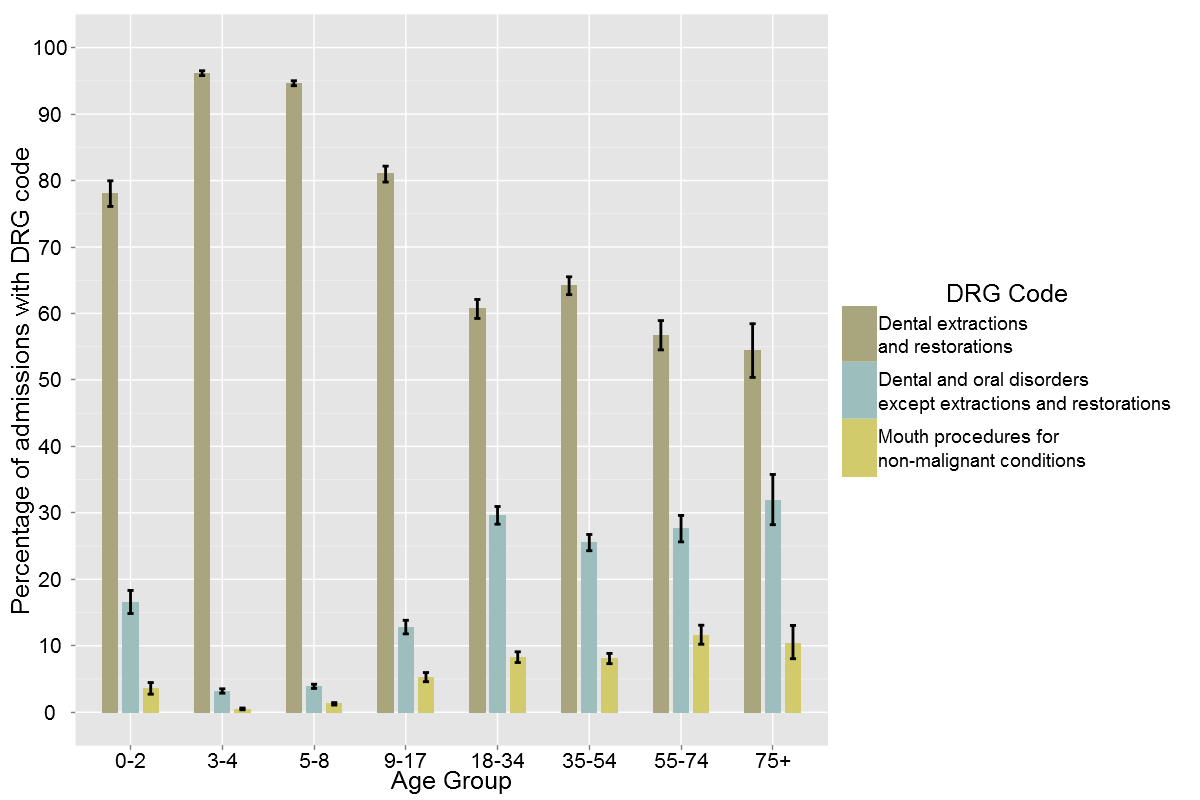 Percentage of admissions with DRG code
100
90
80
70
60
50
40
30
20
10
0
0-2 3-4 5-8 9-17 18-34 35-54 55-74 75+
Age Group
DRG Code
Dental extractions
and restorations
Dental and oral disorders
except extractions and restorations
Mouth procedures for
non-malignant conditions